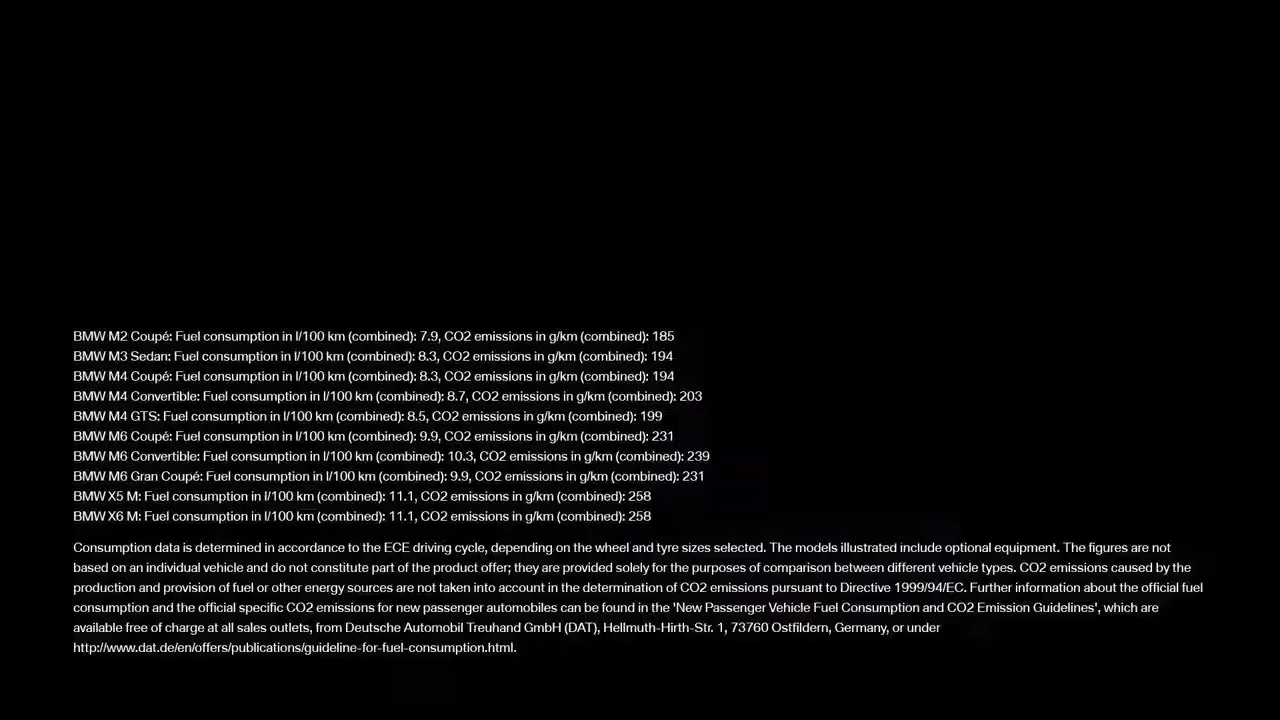 BMW M2 Coupé: Fuel consumption in l/100 km (combined): 7.9, CO2 emissions in g/km (combined): 185
BMW M3 Sedan: Fuel consumption in l/100 km (combined): 8.3, CO2 emissions in g/km (combined): 194
BMW M4 Coupé: Fuel consumption in l/100 km (combined): 8.3, CO2 emissions in g/km (combined): 194
BMW M4 Convertible: Fuel consumption in l/100 km (combined): 8.7, CO2 emissions in g/km (combined): 203
BMW M4 GTS: Fuel consumption in l/100 km (combined): 8.5, CO2 emissions in g/km (combined): 199
BMW M6 Coupé: Fuel consumption in l/100 km (combined): 9.9, CO2 emissions in g/km (combined): 231
BMW M6 Convertible: Fuel consumption in l/100 km (combined): 10.3, CO2 emissions in g/km (combined): 239
BMW M6 Gran Coupé: Fuel consumption in l/100 km (combined): 9.9, CO2 emissions in g/km (combined): 231
BMW X5 M: Fuel consumption in l/100 km (combined): 11.1, CO2 emissions in g/km (combined): 258
BMW X6 M: Fuel consumption in l/100 km (combined): 11.1, CO2 emissions in g/km (combined): 258
Consumption data is determined in accordance to the ECE driving cycle, depending on the wheel and tyre sizes selected. The models illustrated include optional equipment. The figures are not
based on an individual vehicle and do not constitute part of the product offer; they are provided solely for the purposes of comparison between different vehicle types. CO2 emissions caused by the
production and provision of fuel or other energy sources are not taken into account in the determination of CO2 emissions pursuant to Directive 1999/94/EC. Further information about the official fuel
consumption and the official specific CO2 emissions for new passenger automobiles can be found in the 'New Passenger Vehicle Fuel Consumption and CO2 Emission Guidelines', which are
available free of charge at all sales outlets, from Deutsche Automobil Treuhand GmbH (DAT), Hellmuth-Hirth-Str. 1, 73760 Ostfildern, Germany, or under
http://www.dat.de/en/offers/publications/guideline-for-fuel-consumption.html.